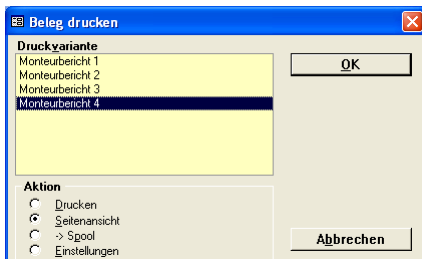 Beleg drucken
Druckvariante
Monteurbericht 1
Monteurbericht 2
Monteurbericht 3
Monteurbericht 4
OK
Aktion
Drucken
Seitenansicht
-> Spool
Einstellungen
Abbrechen